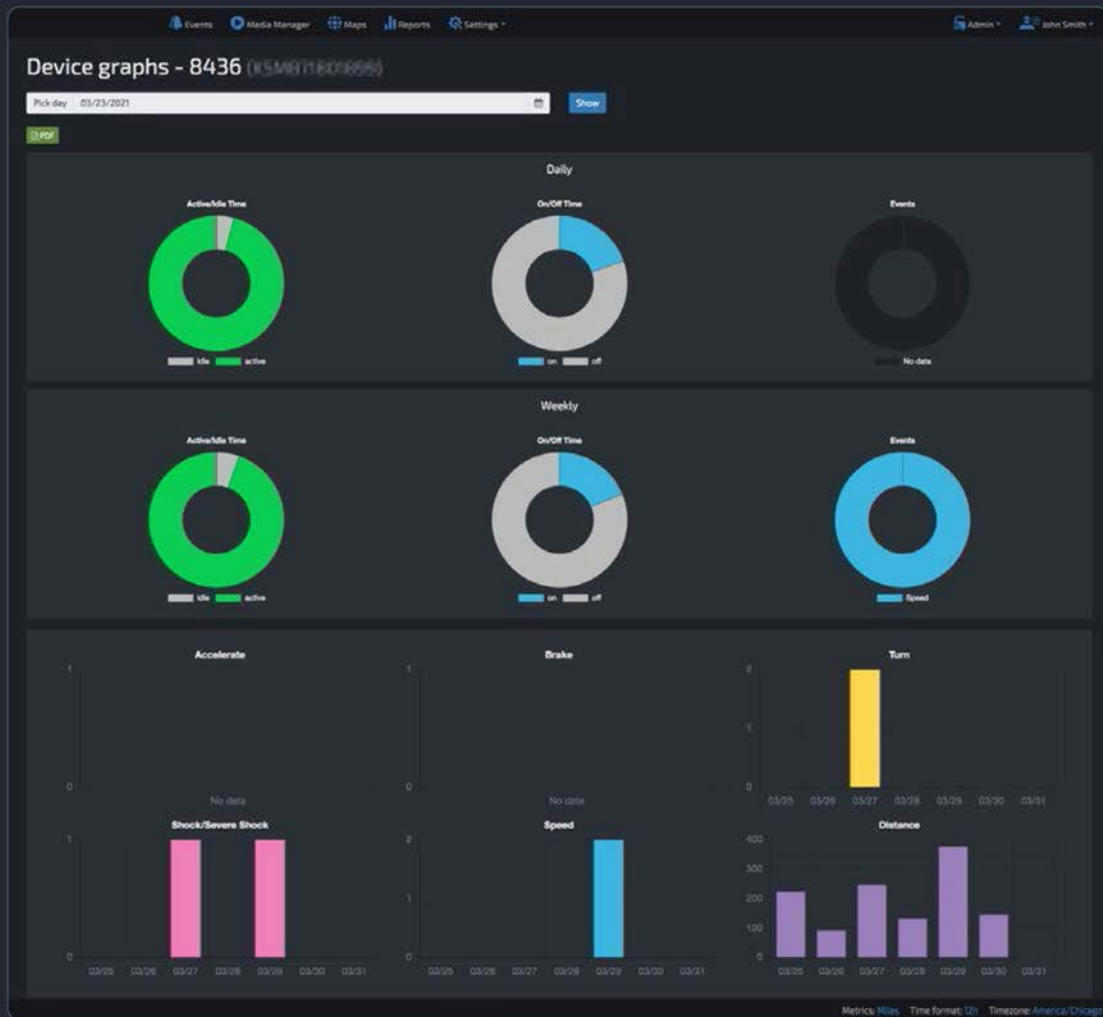 Events Media Manager Maps Reports Settings Admin John Smith
Device graphs - 8436
Pick day 03/23/2021 Show
PDF
Daily
Active/Idle Time On/Off Time Events
idle active on off No data
Weekly
Active/Idle Time On/Off Time Events
idle active on off Speed
Accelerate Brake Turn
1 1 2
1
0 0 0
No data No data 03/25 03/26 03/27 03/28 03/29 03/30 03/31
Shock/Severe Shock Speed Distance
1 2 400
300
1 200
100
0 0 0
03/25 03/26 03/27 03/28 03/29 03/30 03/31 03/25 03/26 03/27 03/28 03/29 03/30 03/31 03/25 03/26 03/27 03/28 03/29 03/30 03/31
Metrics: Miles Time format: 12h Timezone: America/Chicago